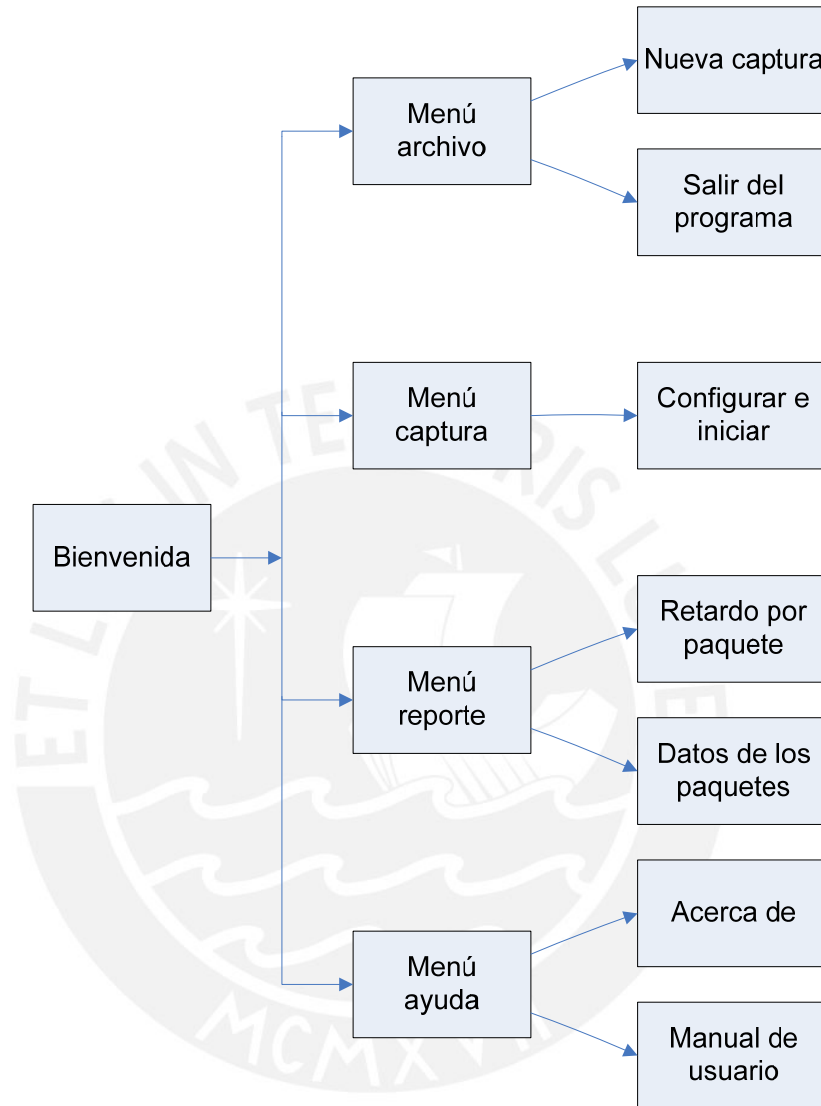 Nueva captura
Menú
archivo
Salir del
programa
Menú
captura
Configurar e
iniciar
Bienvenida
Retardo por
paquete
Menú
reporte
Datos de los
paquetes
Acerca de
Menú
ayuda
Manual de
usuario
MCMXVII